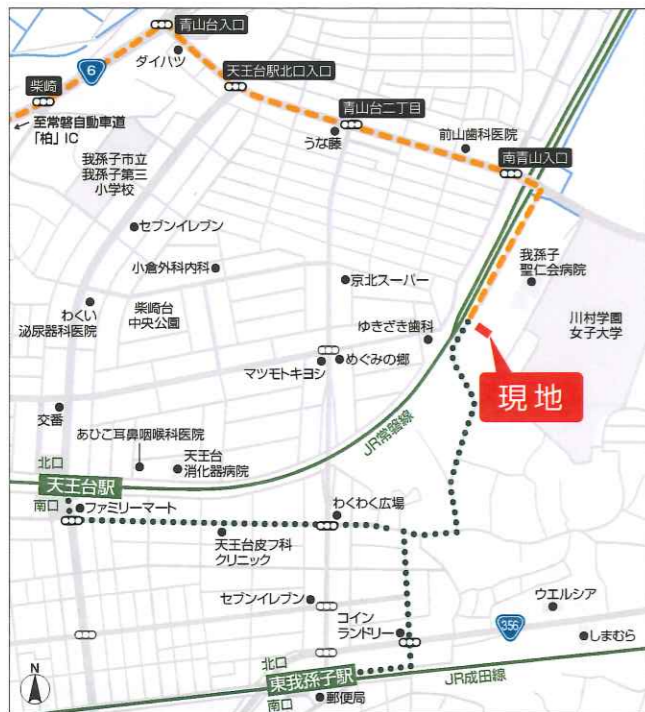 青山台入口
ダイハツ
6
天王台駅北口入口
柴崎
青山台二丁目
至常磐自動車道
「柏」IC
うな藤
前山歯科医院
南青山入口
我孫子市立
我孫子第三
小学校
セブンイレブン
我孫子
聖仁会病院
小倉外科内科
京北スーパー
わくい
泌尿器科医院
柴崎台
中央公園
川村学園
女子大学
ゆきざき歯科
めぐみの郷
マツモトキヨシ
現地
交番
あひこ耳鼻咽喉科医院
JR常磐線
天王台
消化器病院
北口
天王台駅
南口
ファミリーマート
わくわく広場
天王台皮フ科
クリニック
ウエルシア
セブンイレブン
コイン
ランドリー
356
しまむら
N
北口
東我孫子駅
JR成田線
南口
郵便局